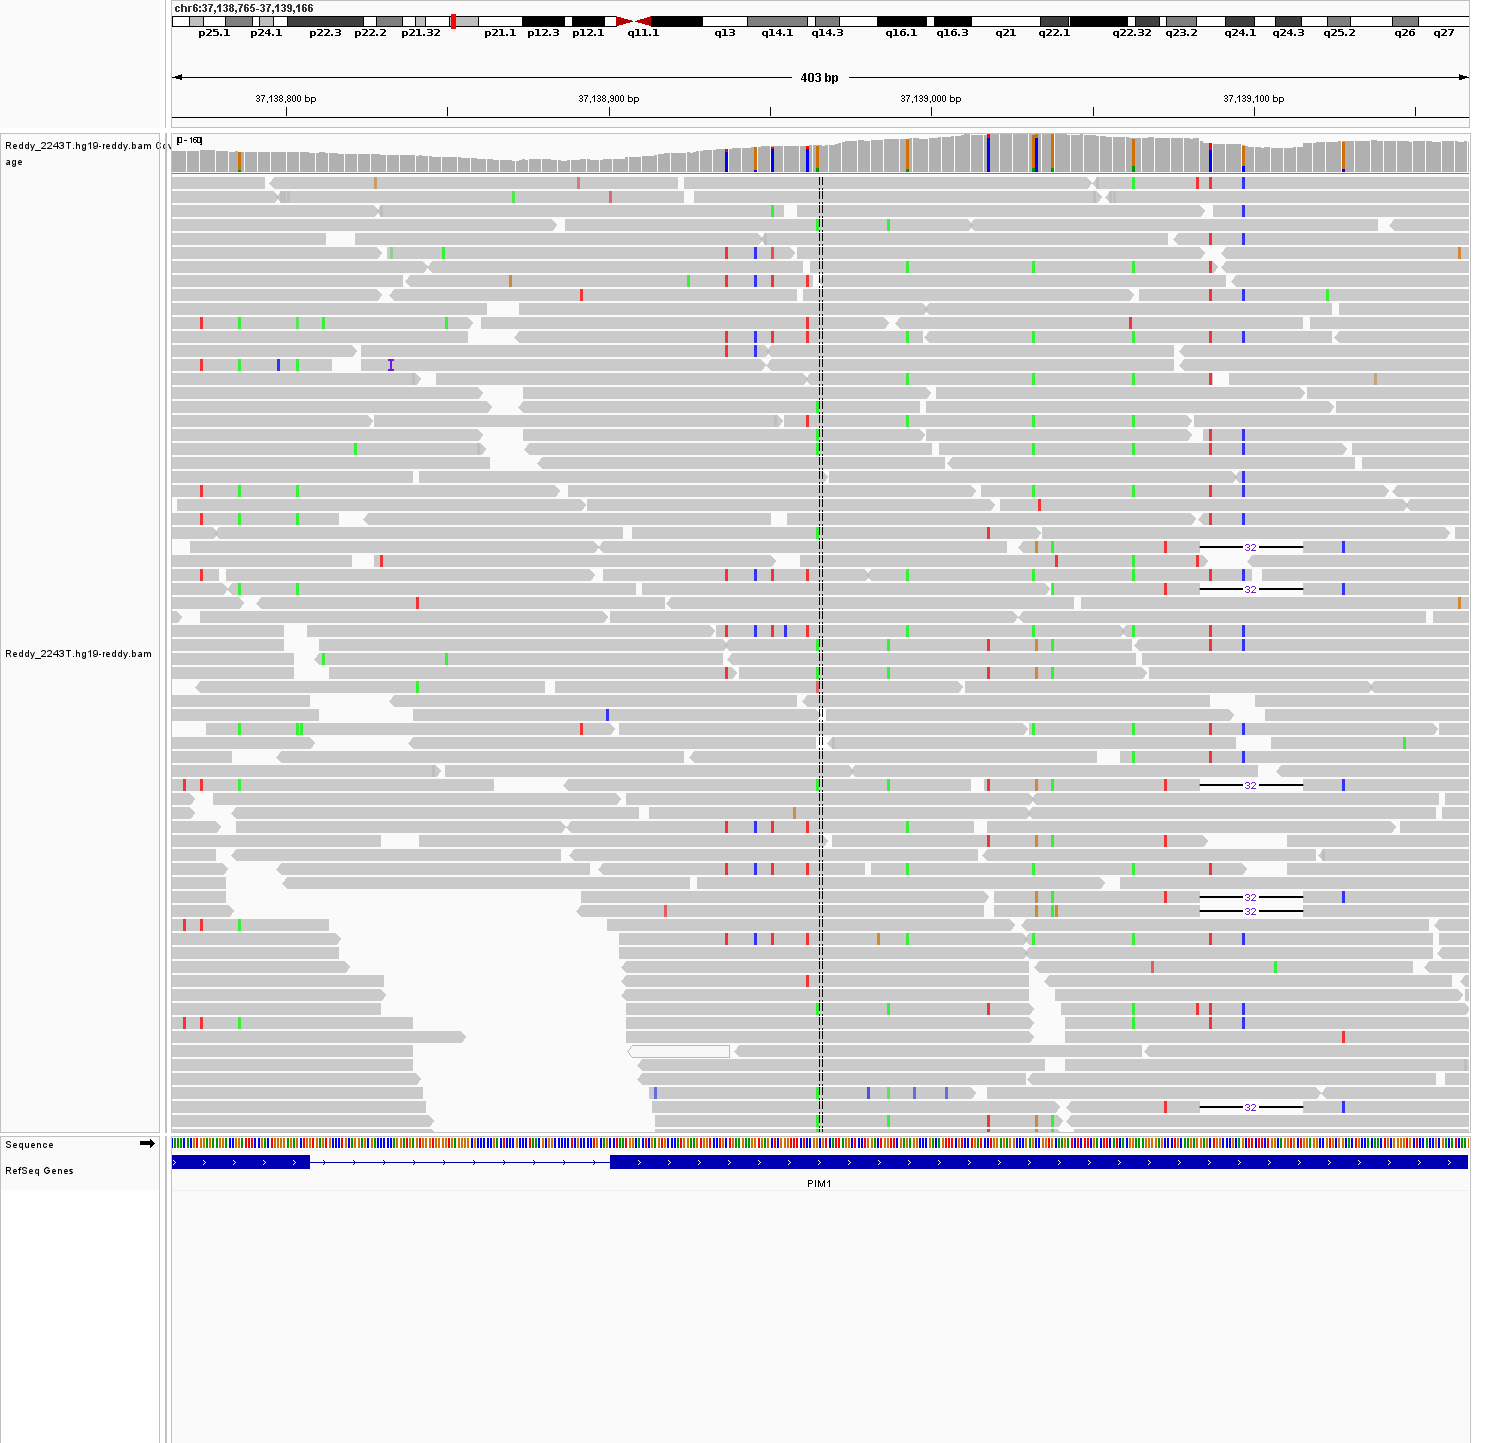 chr6:37,138,765-37,139,166
p25.1 p24.1 p22.3 p22.2 p21.32 p21.1 p12.3 p12.1 q11.1 q13 q14.1 q14.3 q16.1 q16.3 q21 q22.1 q22.32 q23.2 q24.1 q24.3 q25.2 q26 q27
403 bp
37,138,800 bp 37,138,900 bp 37,139,000 bp 37,139,100 bp
Reddy_2243T.hg19-reddy.bam Cov
age
[0 - 160]
32
32
Reddy_2243T.hg19-reddy.bam
32
32
32
32
Sequence
RefSeq Genes
PIM1